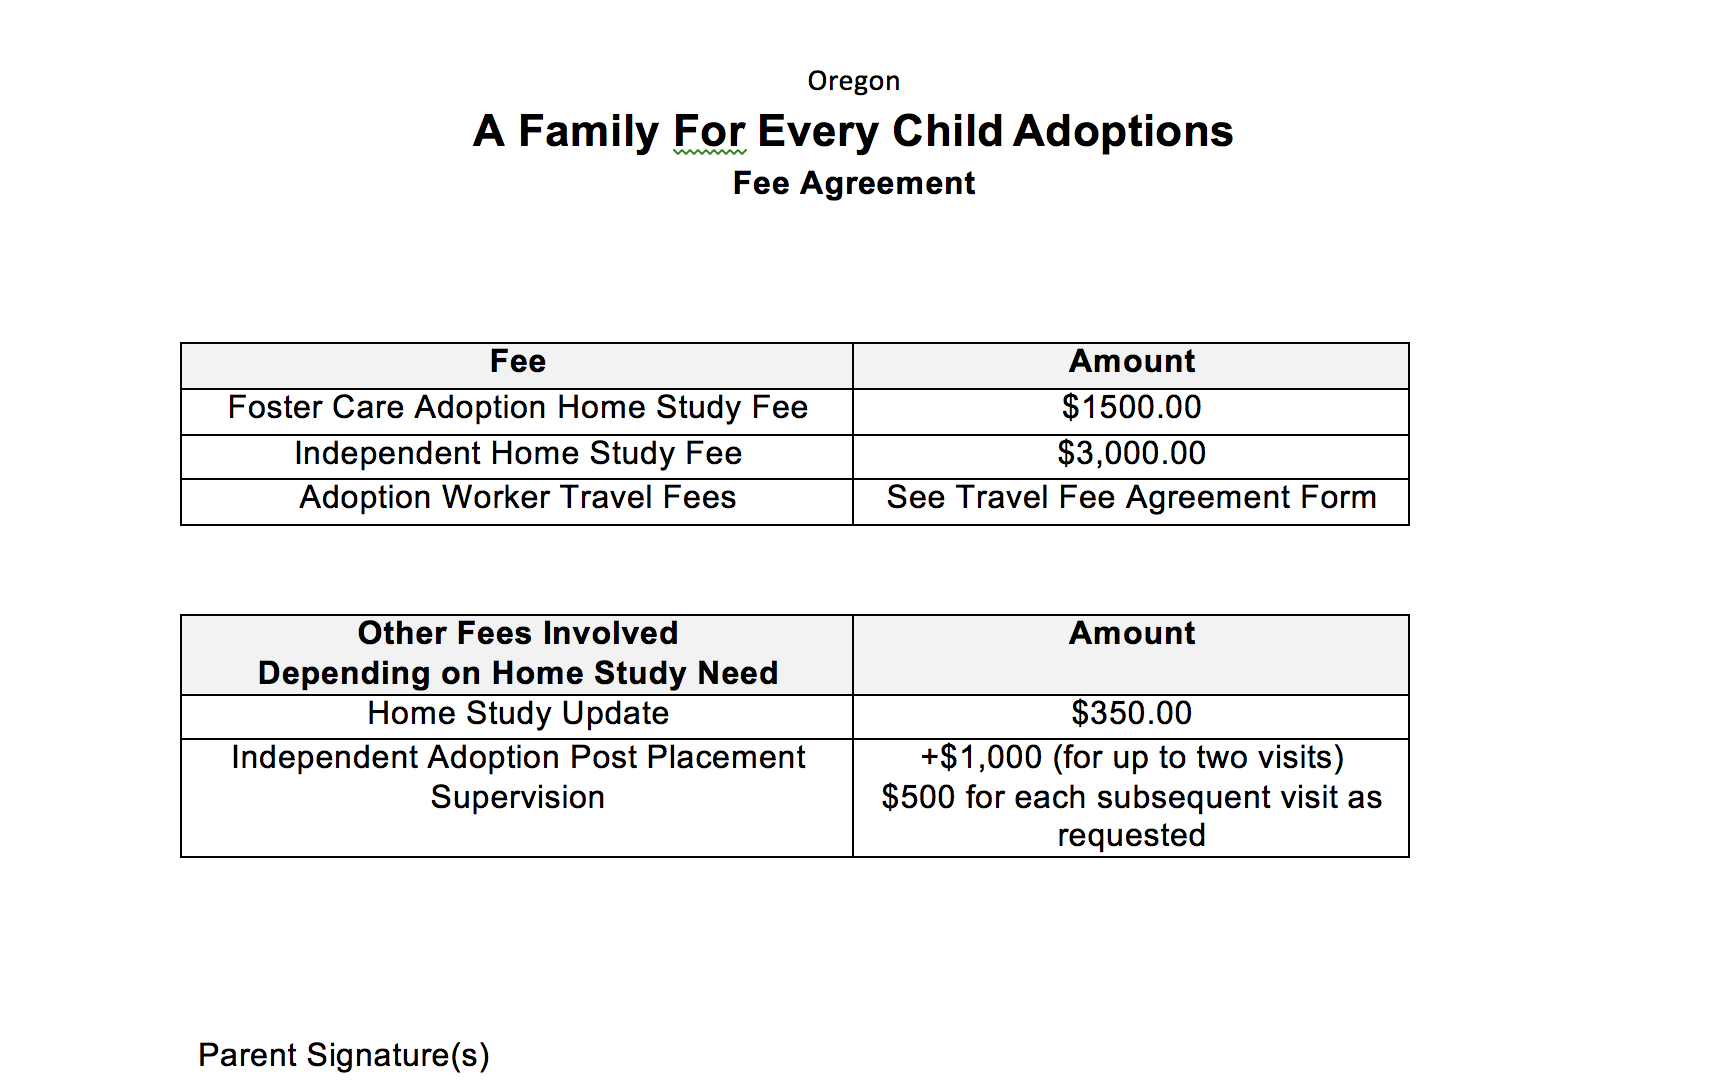 Oregon
A Family For Every Child Adoptions
Fee Agreement
Fee Amount
Foster Care Adoption Home Study Fee $1500.00
Independent Home Study Fee $3,000.00
Adoption Worker Travel Fees See Travel Fee Agreement Form
Other Fees Involved Amount
Depending on Home Study Need
Home Study Update $350.00
Independent Adoption Post Placement +$1,000 (for up to two visits)
Supervision $500 for each subsequent visit as
requested
Parent Signature(s)